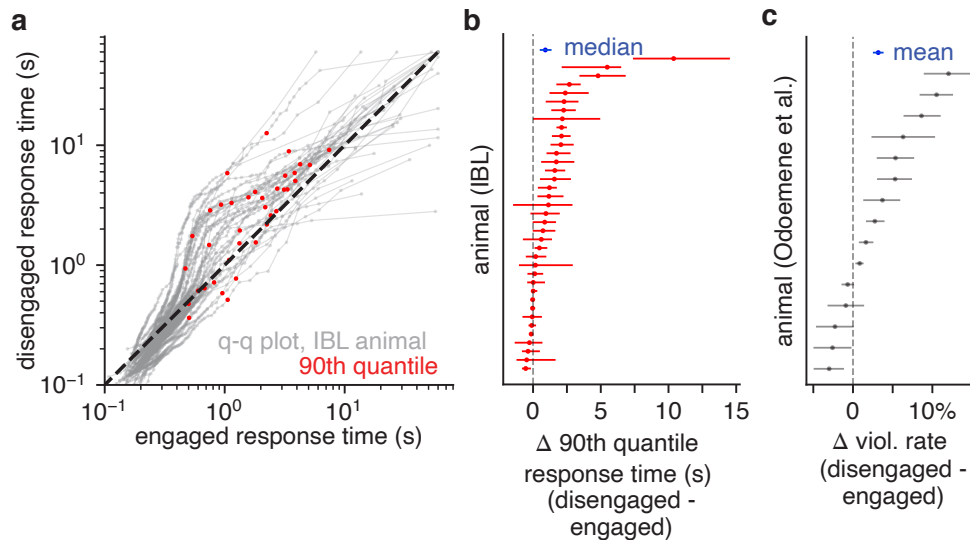 a
disengaged response time (s)
10^1
10^0
10^-1
10^-1
10^0
10^1
engaged response time (s)
q-q plot, IBL animal
90th quantile
b
median
animal (IBL)
0
5
10
15
Δ 90th quantile
response time (s)
(disengaged -
engaged)
c
mean
animal (Odoemene et al.)
0
10%
Δ viol. rate
(disengaged -
engaged)